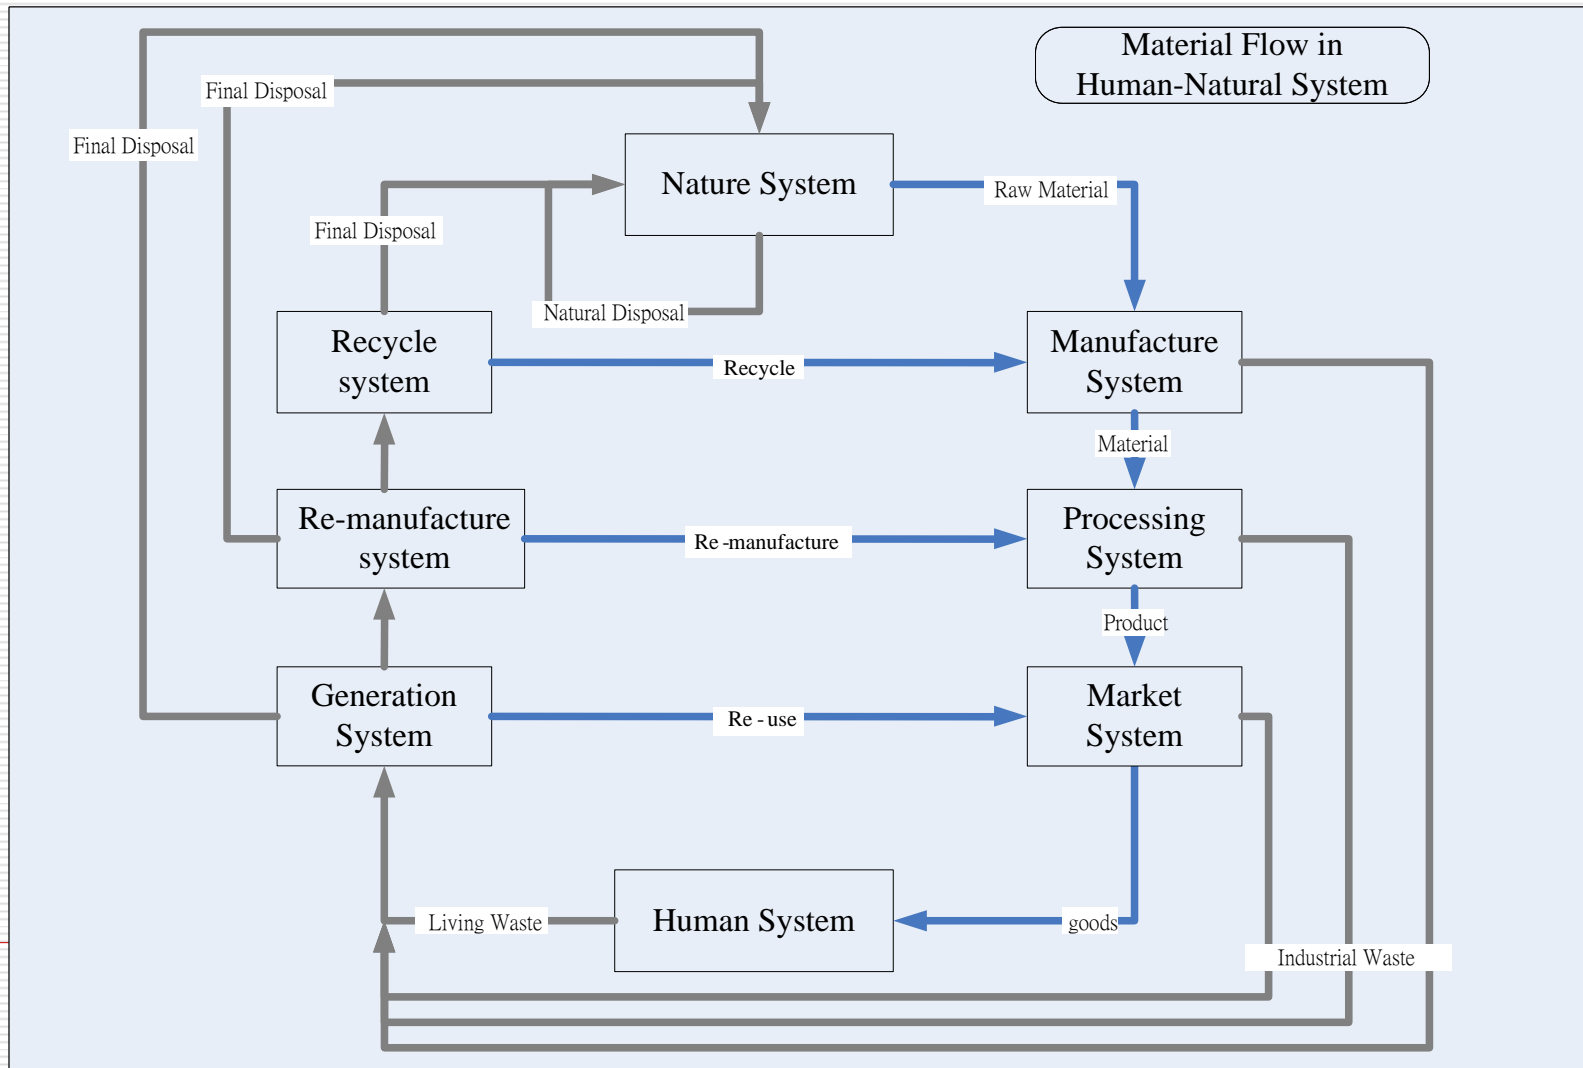 Material Flow in
Human-Natural System
Final Disposal
Final Disposal
Nature System
Raw Material
Final Disposal
Natural Disposal
Recycle
system
Recycle
Manufacture
System
Material
Re-manufacture
system
Re-manufacture
Processing
System
Product
Generation
System
Re-use
Market
System
Living Waste
Human System
goods
Industrial Waste